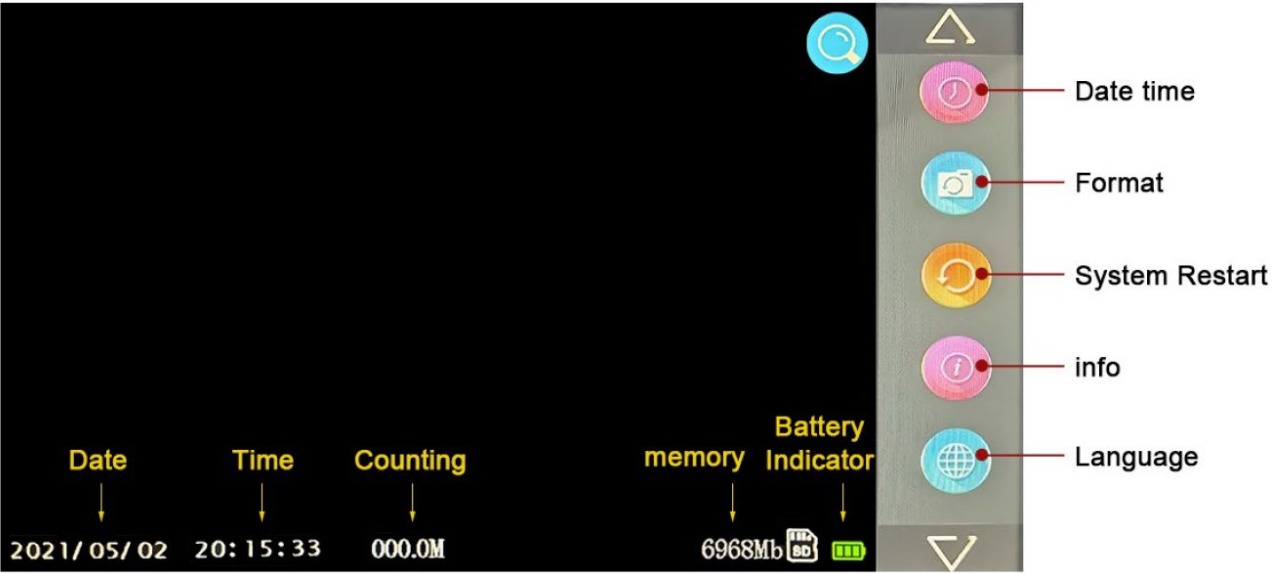 Date time
Format
System Restart
i
info
Language
Battery
Date Time Counting memory Indicator
2021/05/02 20:15:33 000.0M 6968Mb SD